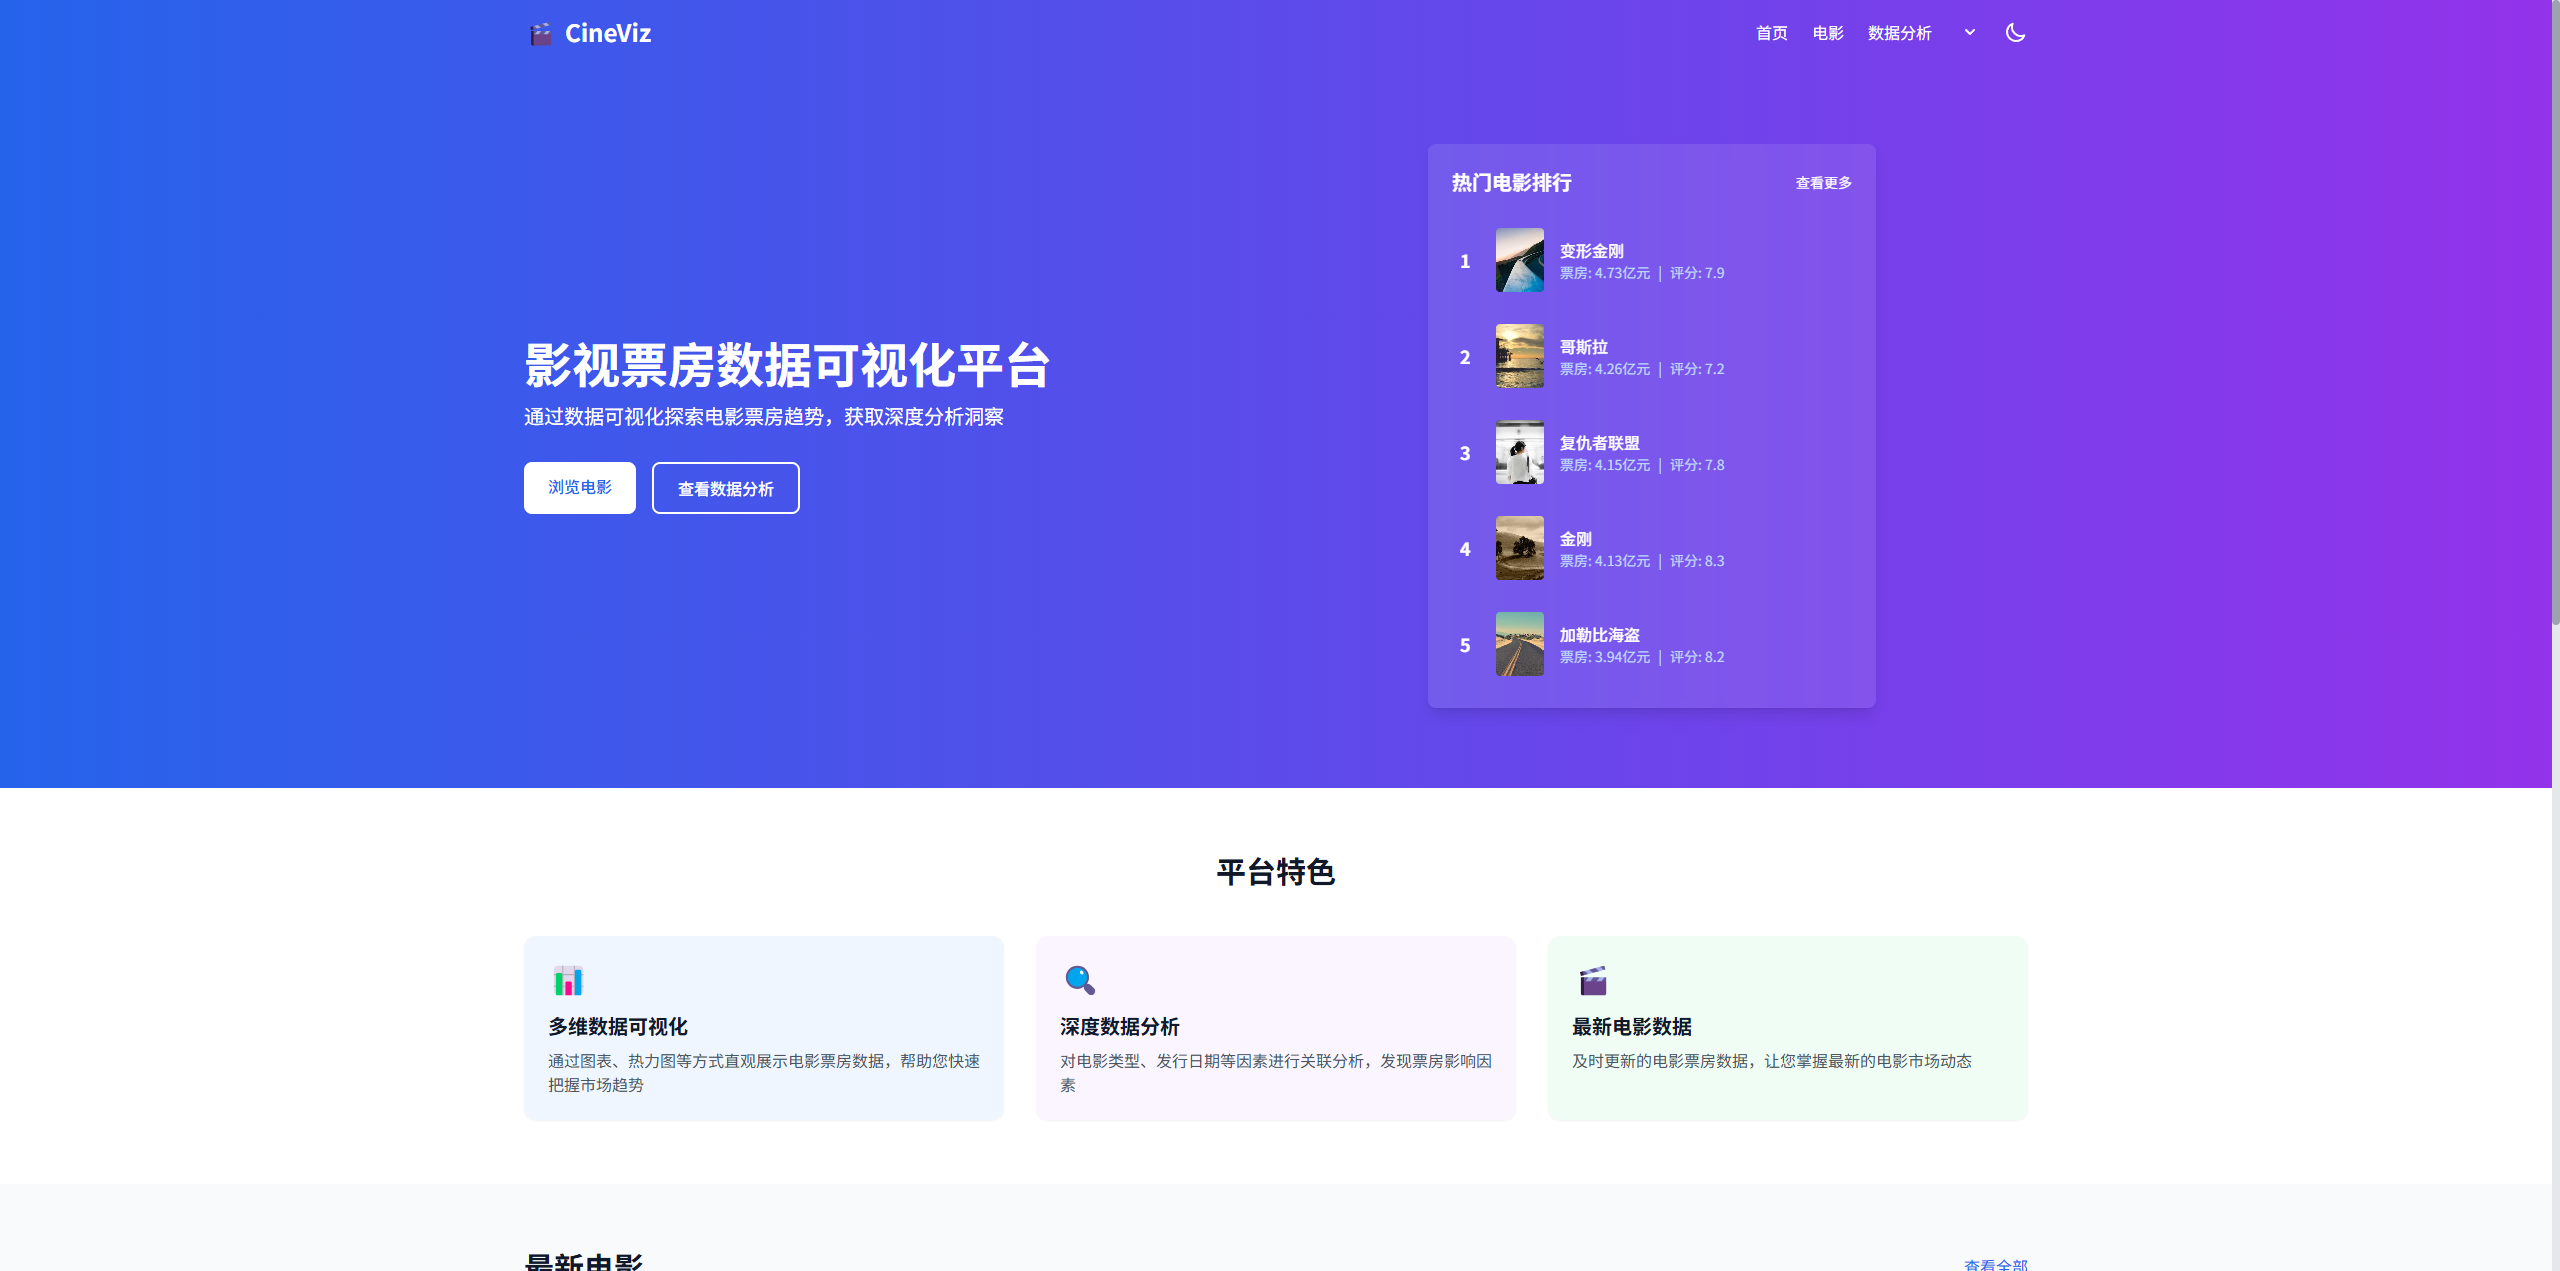 CineViz
首页
电影
数据分析
影视票房数据可视化平台
通过数据可视化探索电影票房趋势，获取深度分析洞察
浏览电影
查看数据分析
热门电影排行
查看更多
1
变形金刚
票房: 4.73亿元 | 评分: 7.9
2
哥斯拉
票房: 4.26亿元 | 评分: 7.2
3
复仇者联盟
票房: 4.15亿元 | 评分: 7.8
4
金刚
票房: 4.13亿元 | 评分: 8.3
5
加勒比海盗
票房: 3.94亿元 | 评分: 8.2
平台特色
多维数据可视化
通过图表、热力图等方式直观展示电影票房数据，帮助您快速
把握市场趋势
深度数据分析
对电影类型、发行日期等因素进行关联分析，发现票房影响因
素
最新电影数据
及时更新的电影票房数据，让您掌握最新的电影市场动态
最新电影
查看全部